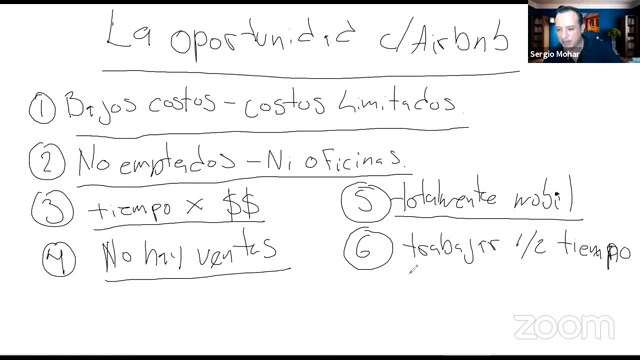 La oportunidad c/Airbnb
Sergio Mohar
① Bajos costos - costos Limitados
② No empleados - Ni oficinas.
③ tiempo x $$
④ No hay ventas
⑤ totalmente mobil
⑥ trabajar 1/2 tiempo
zoom